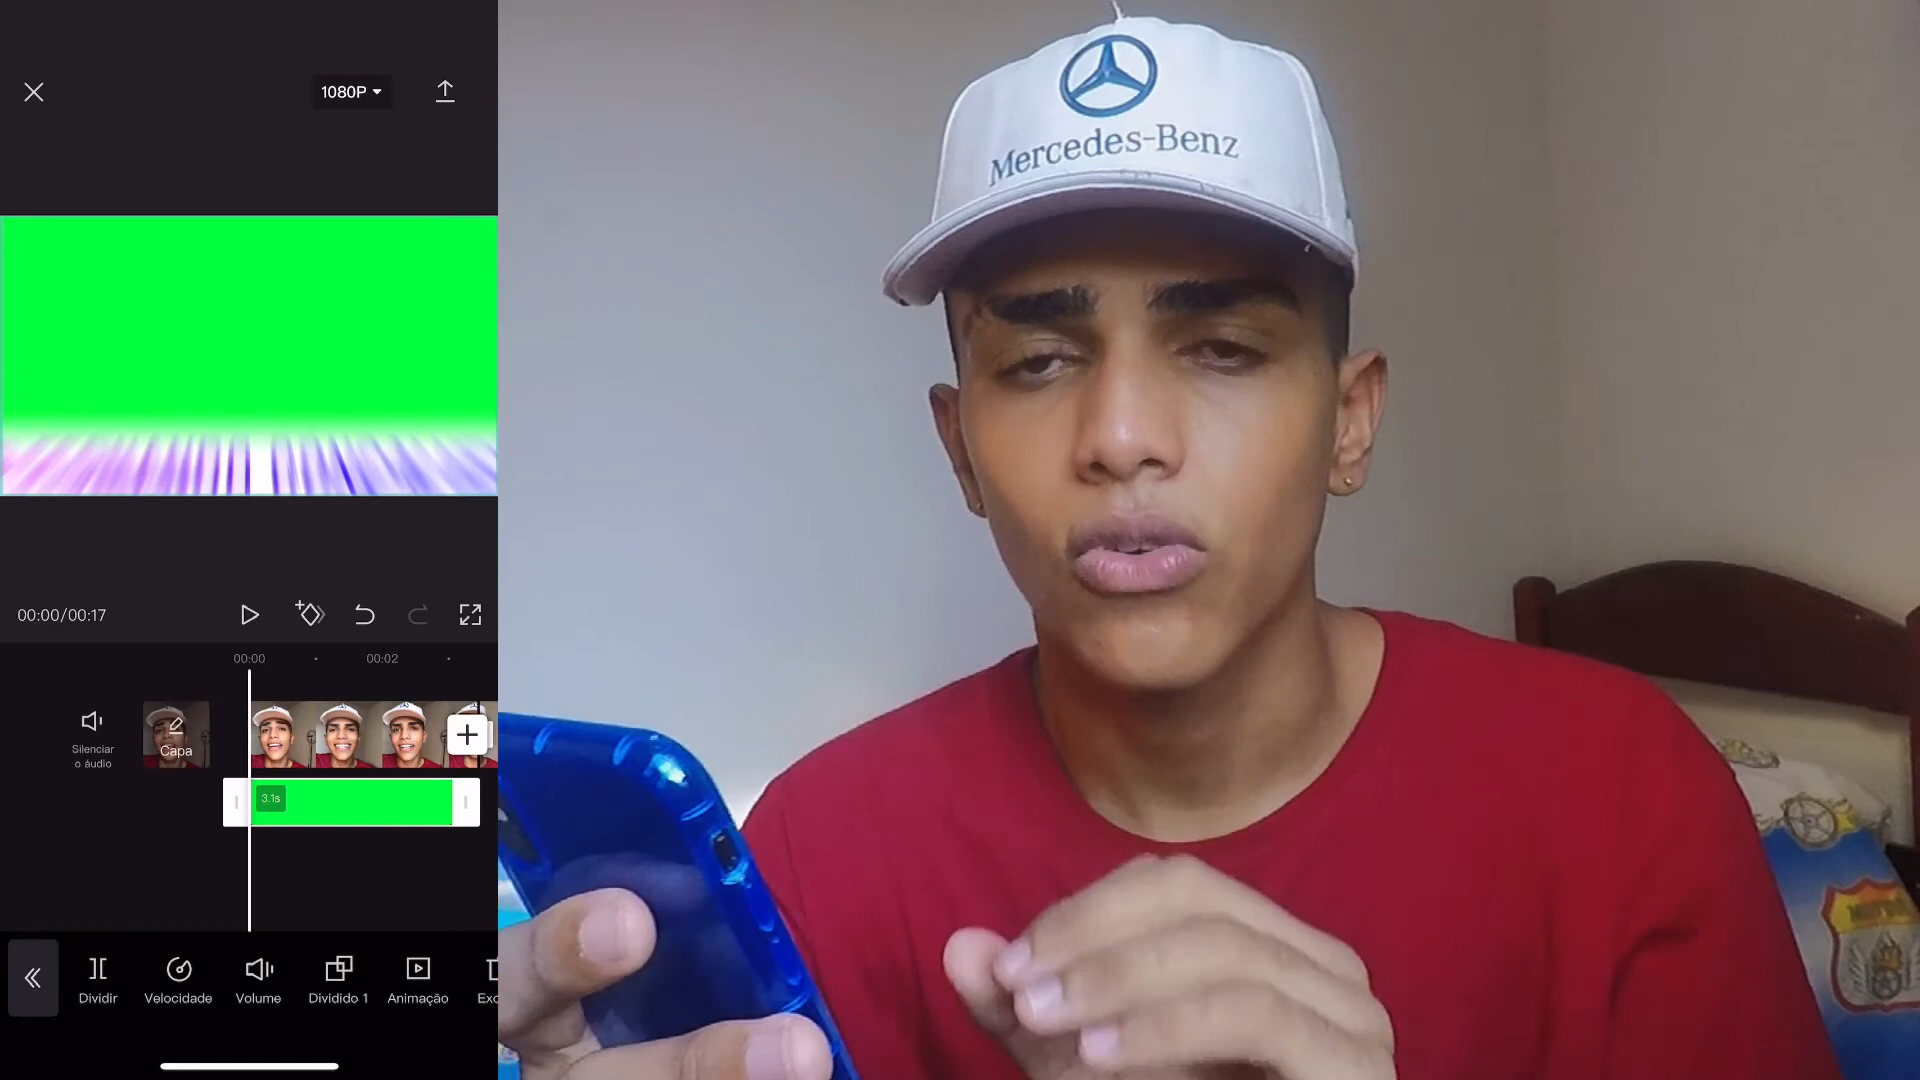 1080P
Mercedes-Benz
00:00/00:17
00:00
00:02
Silenciar
o áudio
Capa
3.1s
Dividir
Velocidade
Volume
Dividido 1
Animação